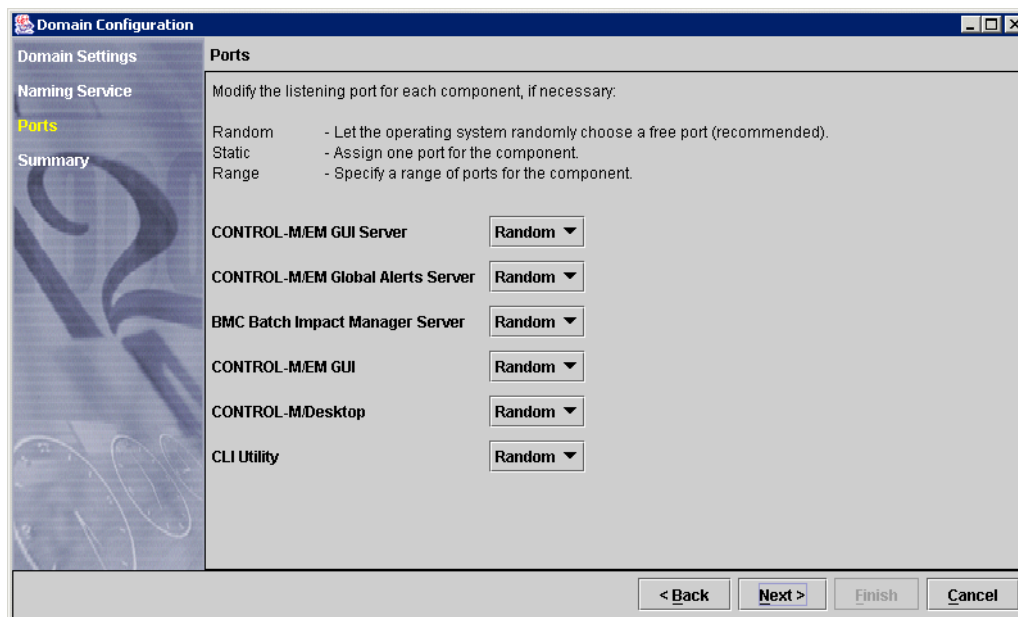 Domain Configuration
Domain Settings
Naming Service
Ports
Summary
Ports
Modify the listening port for each component, if necessary:
Random - Let the operating system randomly choose a free port (recommended).
Static - Assign one port for the component.
Range - Specify a range of ports for the component.
CONTROL-M/EM GUI Server Random
CONTROL-M/EM Global Alerts Server Random
BMC Batch Impact Manager Server Random
CONTROL-M/EM GUI Random
CONTROL-M/Desktop Random
CLI Utility Random
< Back Next > Finish Cancel